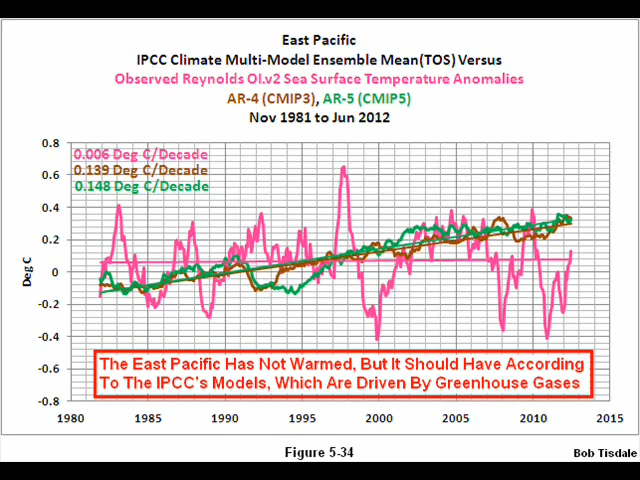 East Pacific
IPCC Climate Multi-Model Ensemble Mean(TOS) Versus
Observed Reynolds OI.v2 Sea Surface Temperature Anomalies
AR-4 (CMIP3), AR-5 (CMIP5)
Nov 1981 to Jun 2012
0.006 Deg C/Decade
0.139 Deg C/Decade
0.148 Deg C/Decade
Deg C
0.8
0.6
0.4
0.2
0
-0.2
-0.4
-0.6
-0.8
The East Pacific Has Not Warmed, But It Should Have According
To The IPCC's Models, Which Are Driven By Greenhouse Gases
1980 1985 1990 1995 2000 2005 2010 2015
Figure 5-34
Bob Tisdale